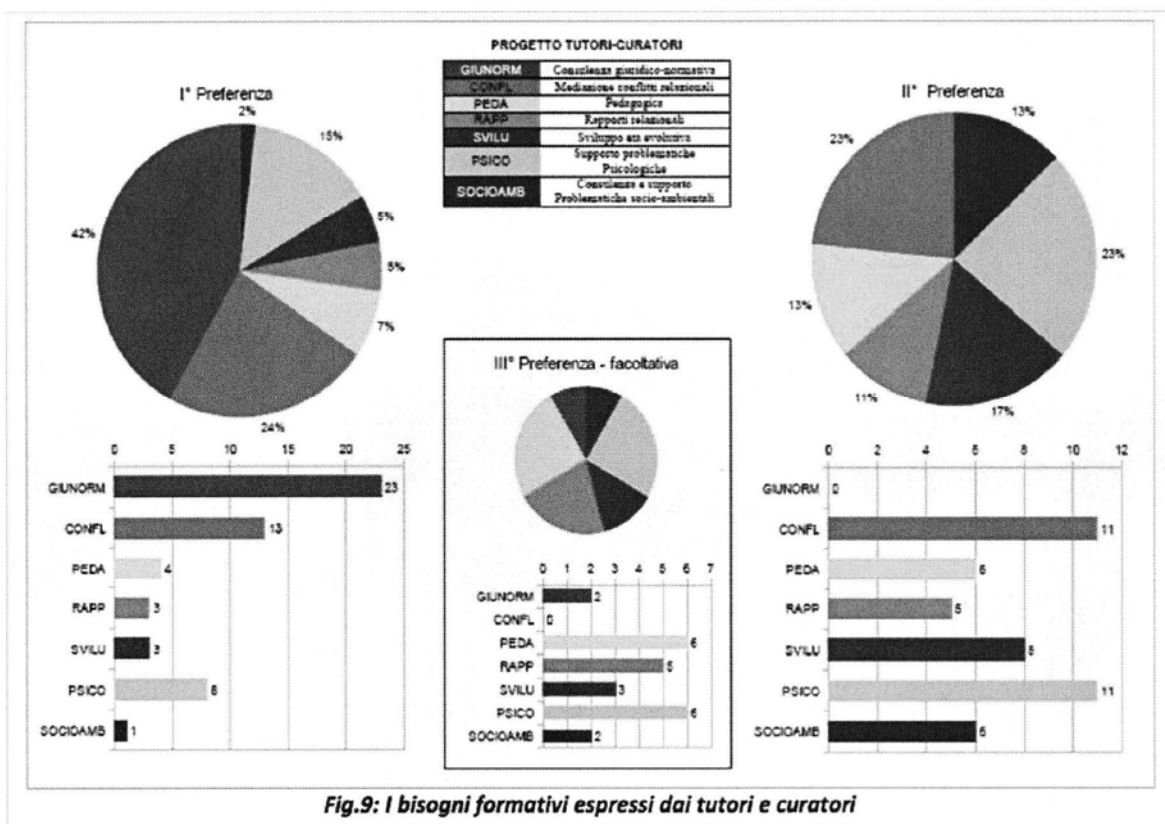 PROGETTO TUTORI-CURATORI
GIUNORM Consulenza giuridico-normativa
CONFL Mediazione conflitti relazionali
PEDA Pedagogica
RAPP Rapporti relazionali
SVILU Sviluppo età evolutiva
PSICO Supporto problematiche
Psicologiche
SOCIOAMB Consulenza e supporto
Problematiche socio-ambientali
I° Preferenza
2%
15%
5%
5%
7%
24%
42%
0 5 10 15 20 25
GIUNORM 23
CONFL 13
PEDA 4
RAPP 3
SVILU 3
PSICO 8
SOCIOAMB 1
III° Preferenza - facoltativa
0 1 2 3 4 5 6 7
GIUNORM 2
CONFL 0
PEDA 6
RAPP 5
SVILU 3
PSICO 6
SOCIOAMB 2
II° Preferenza
13%
23%
17%
11%
13%
23%
0 2 4 6 8 10 12
GIUNORM 0
CONFL 11
PEDA 6
RAPP 5
SVILU 8
PSICO 11
SOCIOAMB 6
Fig.9: I bisogni formativi espressi dai tutori e curatori